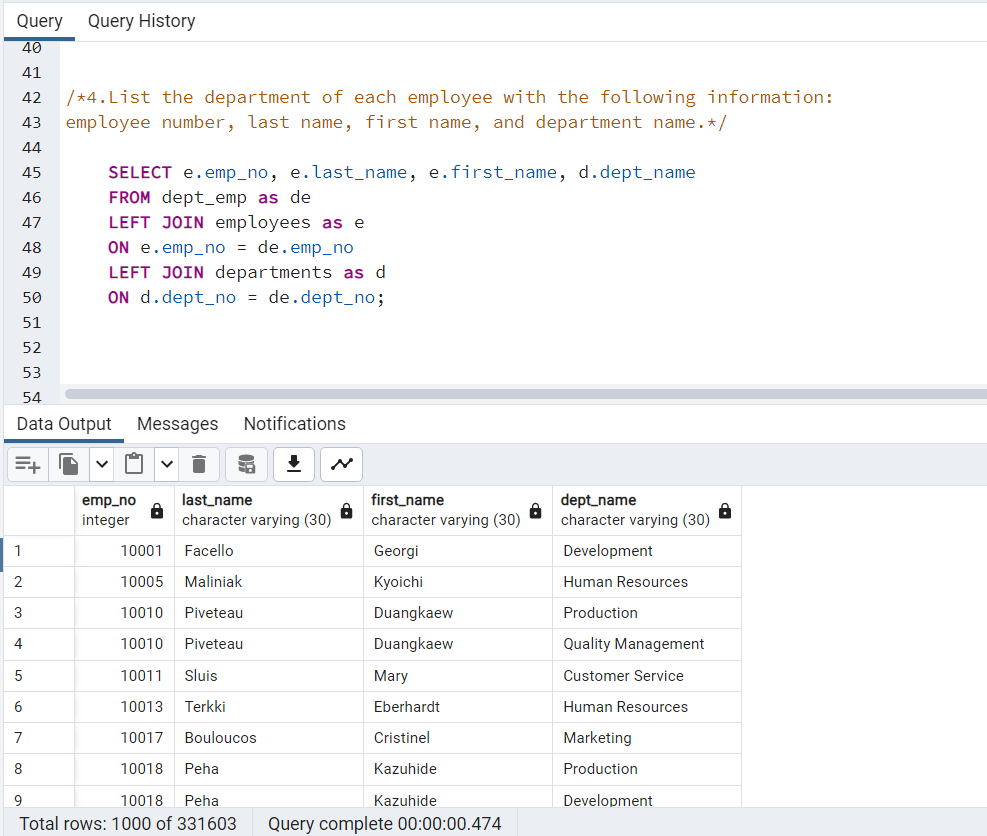 Query Query History
40
41
42 /*4.List the department of each employee with the following information:
43 employee number, last name, first name, and department name.*/
44
45 SELECT e.emp_no, e.last_name, e.first_name, d.dept_name
46 FROM dept_emp as de
47 LEFT JOIN employees as e
48 ON e.emp_no = de.emp_no
49 LEFT JOIN departments as d
50 ON d.dept_no = de.dept_no;
51
52
53
54
Data Output Messages Notifications
emp_no last_name first_name dept_name
integer character varying (30) character varying (30) character varying (30)
1 10001 Facello Georgi Development
2 10005 Maliniak Kyoichi Human Resources
3 10010 Piveteau Duangkaew Production
4 10010 Piveteau Duangkaew Quality Management
5 10011 Sluis Mary Customer Service
6 10013 Terkki Eberhardt Human Resources
7 10017 Bouloucos Cristinel Marketing
8 10018 Peha Kazuhide Production
9 10018 Peha Kazuhide Development
Total rows: 1000 of 331603 Query complete 00:00:00.474